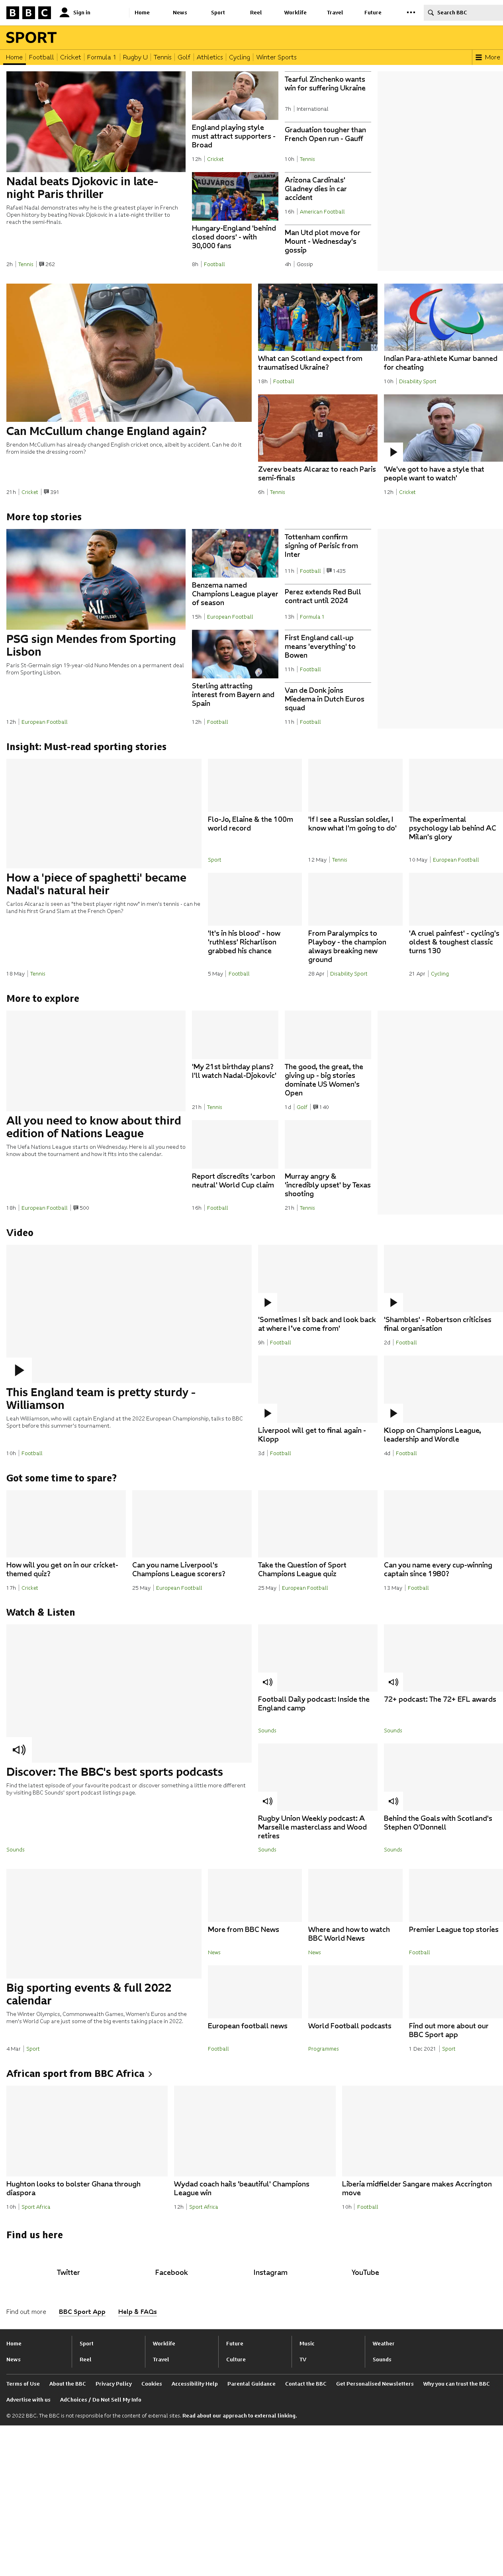 BBC
Sign in
Home
News
Sport
Reel
Worklife
Travel
Future
Search BBC
SPORT
Home
Football
Cricket
Formula 1
Rugby U
Tennis
Golf
Athletics
Cycling
Winter Sports
More
Nadal beats Djokovic in late-
night Paris thriller
Rafael Nadal demonstrates why he is the greatest player in French
Open history by beating Novak Djokovic in a late-night thriller to
reach the semi-finals.
2h
Tennis
262
England playing style
must attract supporters -
Broad
12h
Cricket
Hungary-England 'behind
closed doors' - with
30,000 fans
8h
Football
Tearful Zinchenko wants
win for suffering Ukraine
7h
International
Graduation tougher than
French Open run - Gauff
10h
Tennis
Arizona Cardinals'
Gladney dies in car
accident
16h
American Football
Man Utd plot move for
Mount - Wednesday's
gossip
4h
Gossip
McCullum can change England again?
Brendon McCullum has already changed English cricket once, albeit by accident. Can he do it
from inside the dressing room?
21h
Cricket
391
What can Scotland expect from
traumatised Ukraine?
18h
Football
Indian Para-athlete Kumar banned
for cheating
10h
Disability Sport
Zverev beats Alcaraz to reach Paris
semi-finals
6h
Tennis
'We've got to have a style that
people want to watch'
12h
Cricket
More top stories
PSG sign Mendes from Sporting
Lisbon
Paris St-Germain sign 19-year-old Nuno Mendes on a permanent deal
from Sporting Lisbon.
12h
European Football
Benzema named
Champions League player
of season
15h
European Football
Sterling attracting
interest from Bayern and
Spain
12h
Football
Tottenham confirm
signing of Perisic from
Inter
11h
Football
1425
Perez extends Red Bull
contract until 2024
13h
Formula 1
First England call-up
means 'everything' to
Bowen
11h
Football
Van de Donk joins
Miedema in Dutch Euros
squad
11h
Football
Insight: Must-read sporting stories
How a 'piece of spaghetti' became
Nadal's natural heir
Carlos Alcaraz is seen as "the best player right now" in men's tennis - can he
land his first Grand Slam at the French Open?
18 May
Tennis
Flo-Jo, Elaine & the 100m
world record
Sport
'If I see a Russian soldier, I
know what I'm going to do'
12 May
Tennis
The experimental
psychology lab behind AC
Milan's glory
10 May
European Football
'It's in his blood' - how
'ruthless' Richarlison
grabbed his chance
5 May
Football
From Paralympics to
Playboy - the champion
always breaking new
ground
28 Apr
Disability Sport
'A cruel painfest' - cycling's
oldest & toughest classic
turns 130
21 Apr
Cycling
More to explore
All you need to know about third
edition of Nations League
The Uefa Nations League starts on Wednesday. Here is all you need to
know about the tournament and how it fits into the calendar.
18h
European Football
500
'My 21st birthday plans?
I'll watch Nadal-Djokovic'
21h
Tennis
The good, the great, the
giving up - big stories
dominate US Women's
Open
1d
Golf
140
Report discredits 'carbon
neutral' World Cup claim
16h
Football
Murray angry &
'incredibly upset' by Texas
shooting
21h
Tennis
Video
This England team is pretty sturdy -
Williamson
Leah Williamson, who will captain England at the 2022 European Championship, talks to BBC
Sport before this summer's tournament.
10h
Football
'Sometimes I sit back and look back
at where I've come from'
9h
Football
'Shambles' - Robertson criticises
final organisation
2d
Football
Liverpool will get to final again -
Klopp
3d
Football
Klopp on Champions League,
leadership and Wordle
4d
Football
Got some time to spare?
How will you get on in our cricket-
themed quiz?
17h
Cricket
Can you name Liverpool's
Champions League scorers?
25 May
European Football
Take the Question of Sport
Champions League quiz
25 May
European Football
Can you name every cup-winning
captain since 1980?
13 May
Football
Watch & Listen
Discover: The BBC's best sports podcasts
Find the latest episode of your favourite podcast or discover something a little more different
by visiting BBC Sounds' sport podcast listings page.
Sounds
Football Daily podcast: Inside the
England camp
Sounds
72+ podcast: The 72+ EFL awards
Sounds
Rugby Union Weekly podcast: A
Marseille masterclass and Wood
retires
Sounds
Behind the Goals with Scotland's
Stephen O'Donnell
Sounds
Big sporting events & full 2022
calendar
The Winter Olympics, Commonwealth Games, Women's Euros and the
men's World Cup are just some of the big events taking place in 2022.
4 Mar
Sport
More from BBC News
News
Where and how to watch
BBC World News
News
Premier League top stories
Football
European football news
Football
World Football podcasts
Programmes
Find out more about our
BBC Sport app
1 Dec 2021
Sport
African sport from BBC Africa
Hughton looks to bolster Ghana through
diaspora
10h
Sport Africa
Wydad coach hails 'beautiful' Champions
League win
12h
Sport Africa
Liberia midfielder Sangare makes Accrington
move
10h
Football
Find us here
Twitter
Facebook
Instagram
YouTube
Find out more
BBC Sport App
Help & FAQs
Home
Sport
Worklife
Future
Music
Weather
News
Reel
Travel
Culture
TV
Sounds
Terms of Use
About the BBC
Privacy Policy
Cookies
Accessibility Help
Parental Guidance
Contact the BBC
Get Personalised Newsletters
Why you can trust the BBC
Advertise with us
AdChoices / Do Not Sell My Info
© 2022 BBC. The BBC is not responsible for the content of external sites. Read about our approach to external linking.